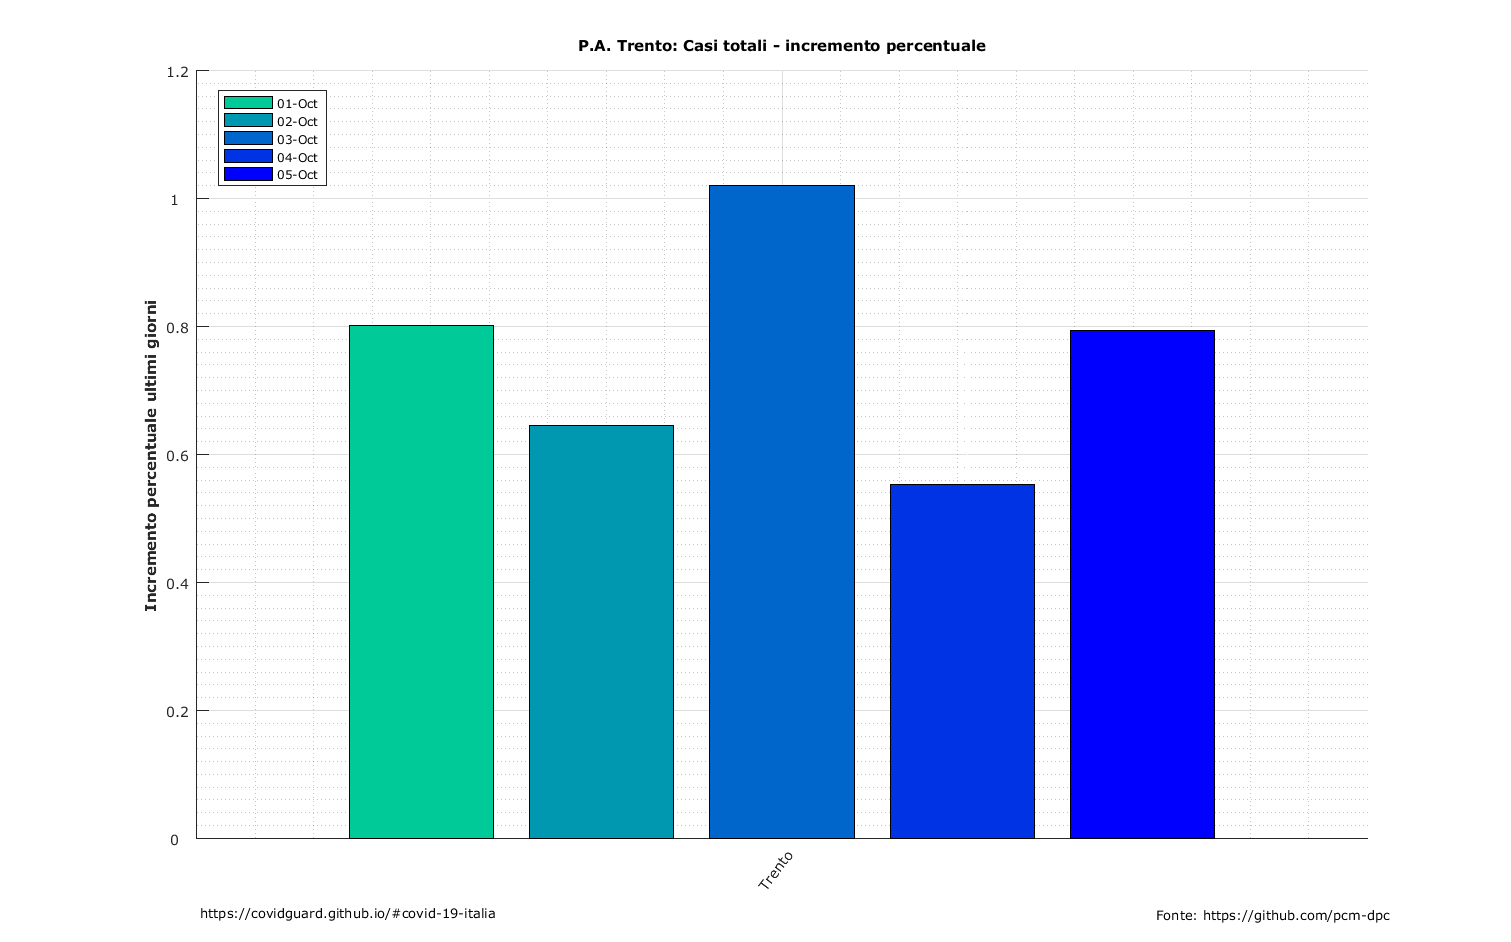 P.A. Trento: Casi totali - incremento percentuale
1.2
1
0.8
0.6
0.4
0.2
0
Incremento percentuale ultimi giorni
01-Oct
02-Oct
03-Oct
04-Oct
05-Oct
Trento
https://covidguard.github.io/#covid-19-italia
Fonte: https://github.com/pcm-dpc